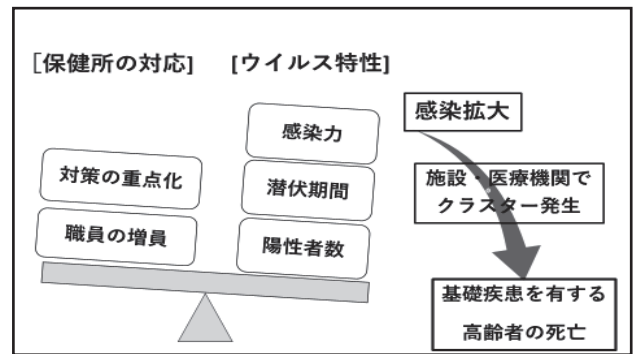 [保健所の対応]
[ウイルス特性]
対策の重点化
職員の増員
感染力
潜伏期間
陽性者数
感染拡大
施設・医療機関で
クラスター発生
基礎疾患を有する
高齢者の死亡